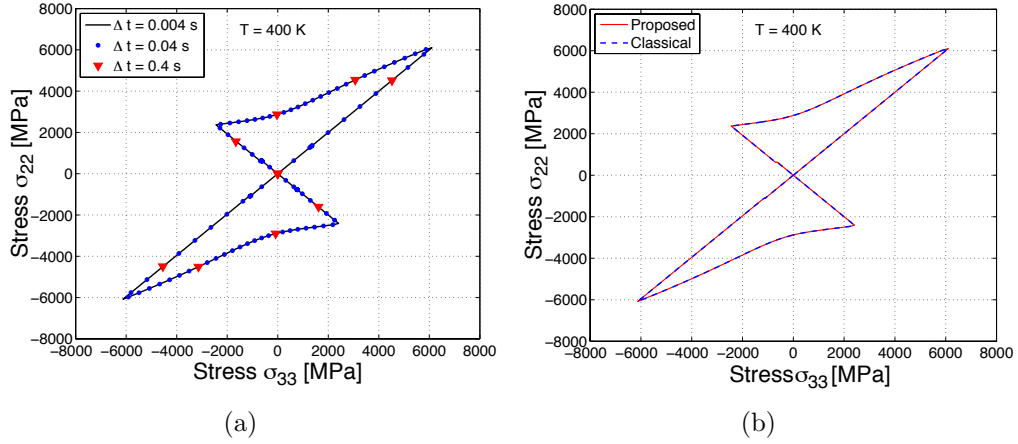 Δ t = 0.004 s
Δ t = 0.04 s
Δ t = 0.4 s
T = 400 K
8000
6000
4000
2000
0
−2000
−4000
−6000
−8000
−8000 −6000 −4000 −2000 0 2000 4000 6000 8000
Stress σ22 [MPa]
Stress σ33 [MPa]
(a)
Proposed
Classical
T = 400 K
8000
6000
4000
2000
0
−2000
−4000
−6000
−8000
−8000 −6000 −4000 −2000 0 2000 4000 6000 8000
Stress σ22 [MPa]
Stressσ33 [MPa]
(b)